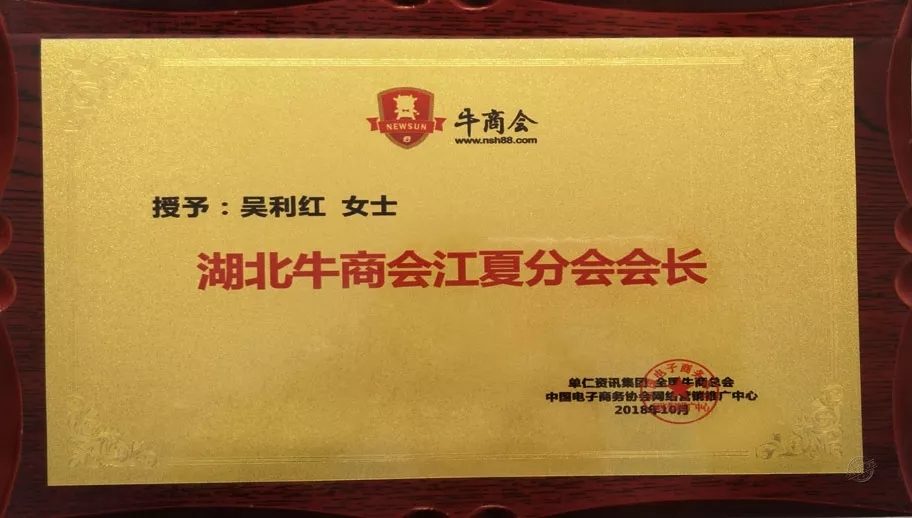 NEWSUN
牛商会
www.nsh88.com
授予：吴利红 女士
湖北牛商会江夏分会会长
单仁资讯集团 全国牛商总会
中国电子商务协会网络营销推广中心
2018年10月